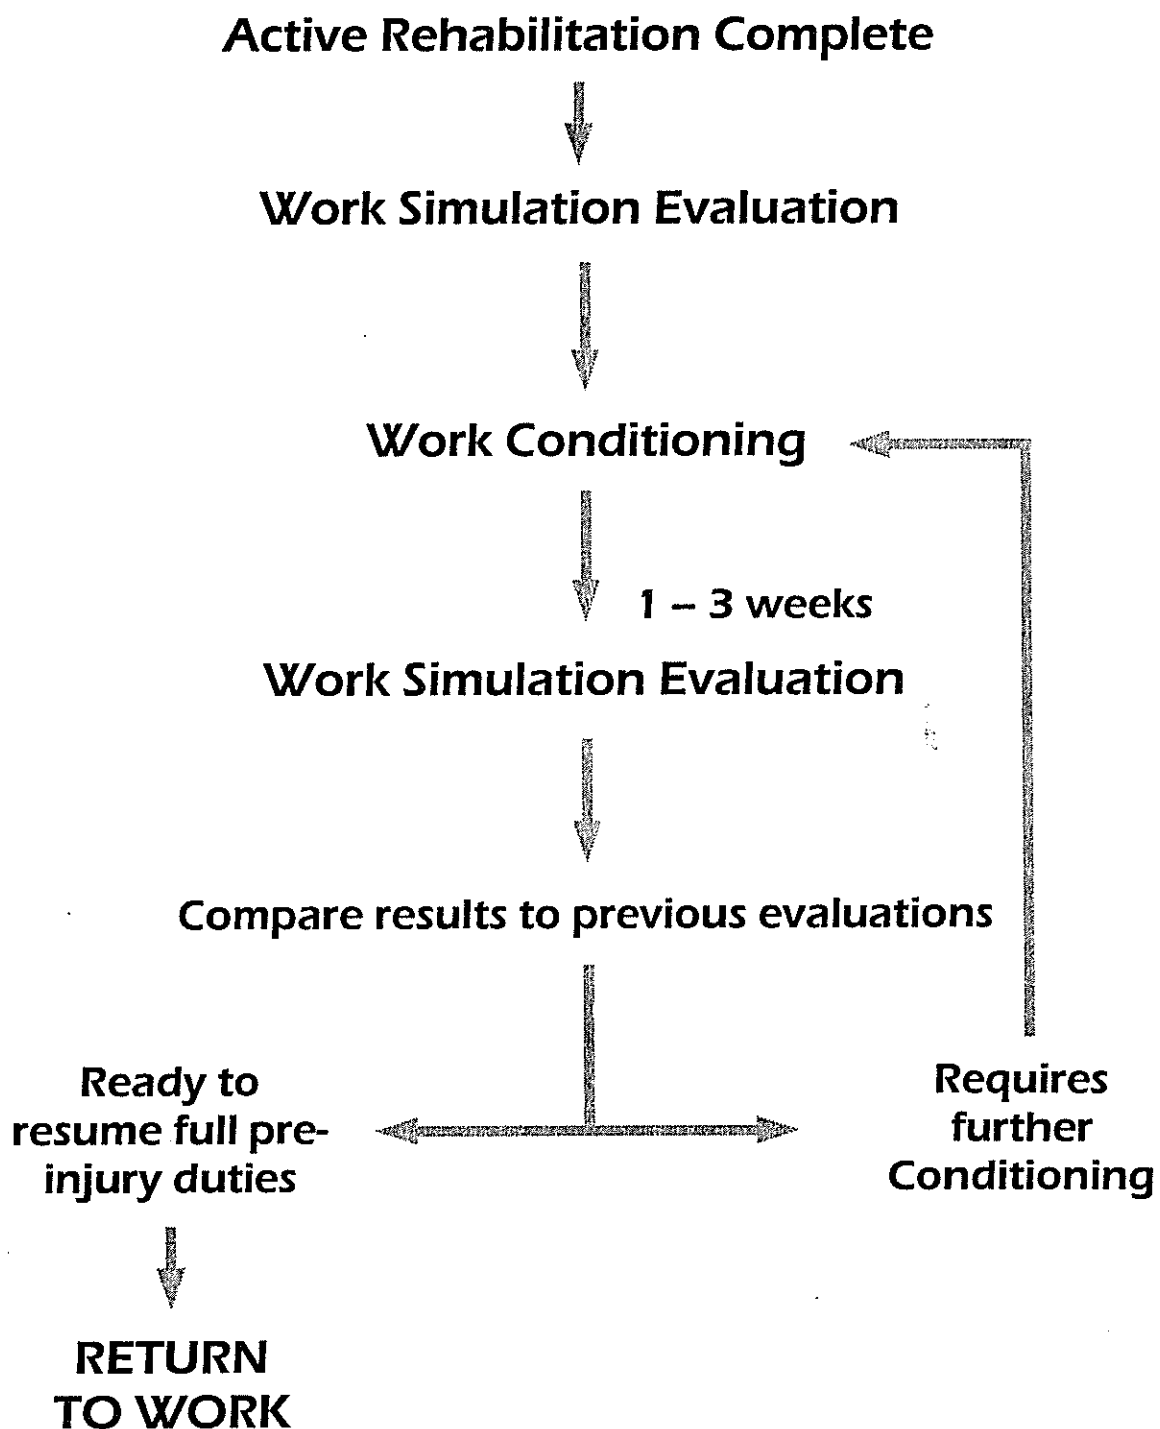 Active Rehabilitation Complete
Work Simulation Evaluation
Work Conditioning
1 – 3 weeks
Work Simulation Evaluation
Compare results to previous evaluations
Ready to
resume full pre-
injury duties
Requires
further
Conditioning
RETURN
TO WORK